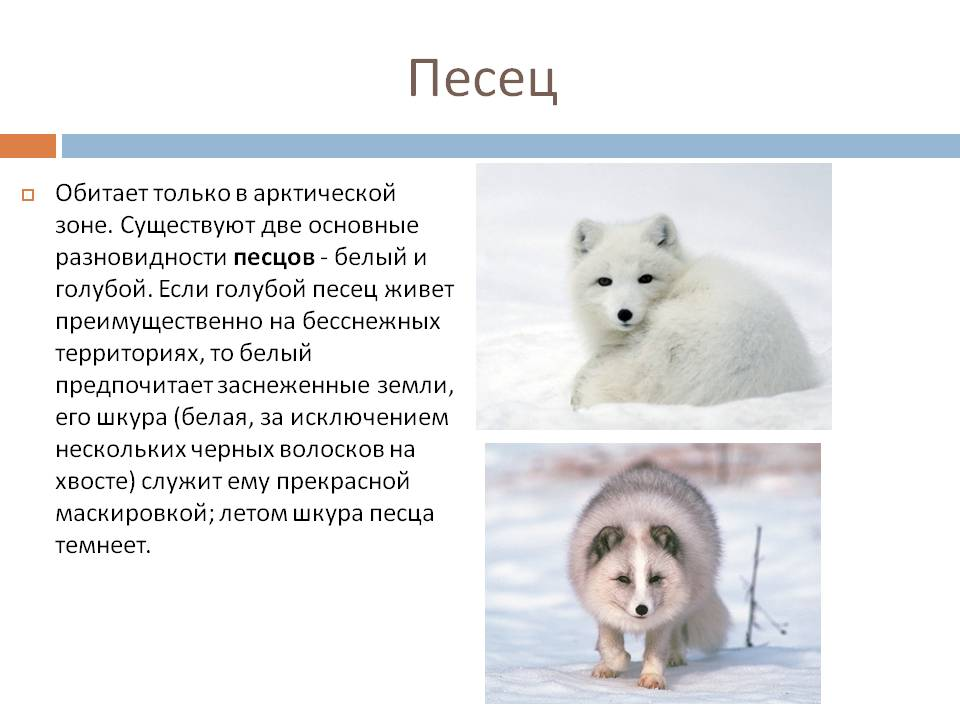 Песец
Обитает только в арктической
зоне. Существуют две основные
разновидности песцов - белый и
голубой. Если голубой песец живет
преимущественно на бесснежных
территориях, то белый
предпочитает заснеженные земли,
его шкура (белая, за исключением
нескольких черных волосков на
хвосте) служит ему прекрасной
маскировкой; летом шкура песца
темнеет.